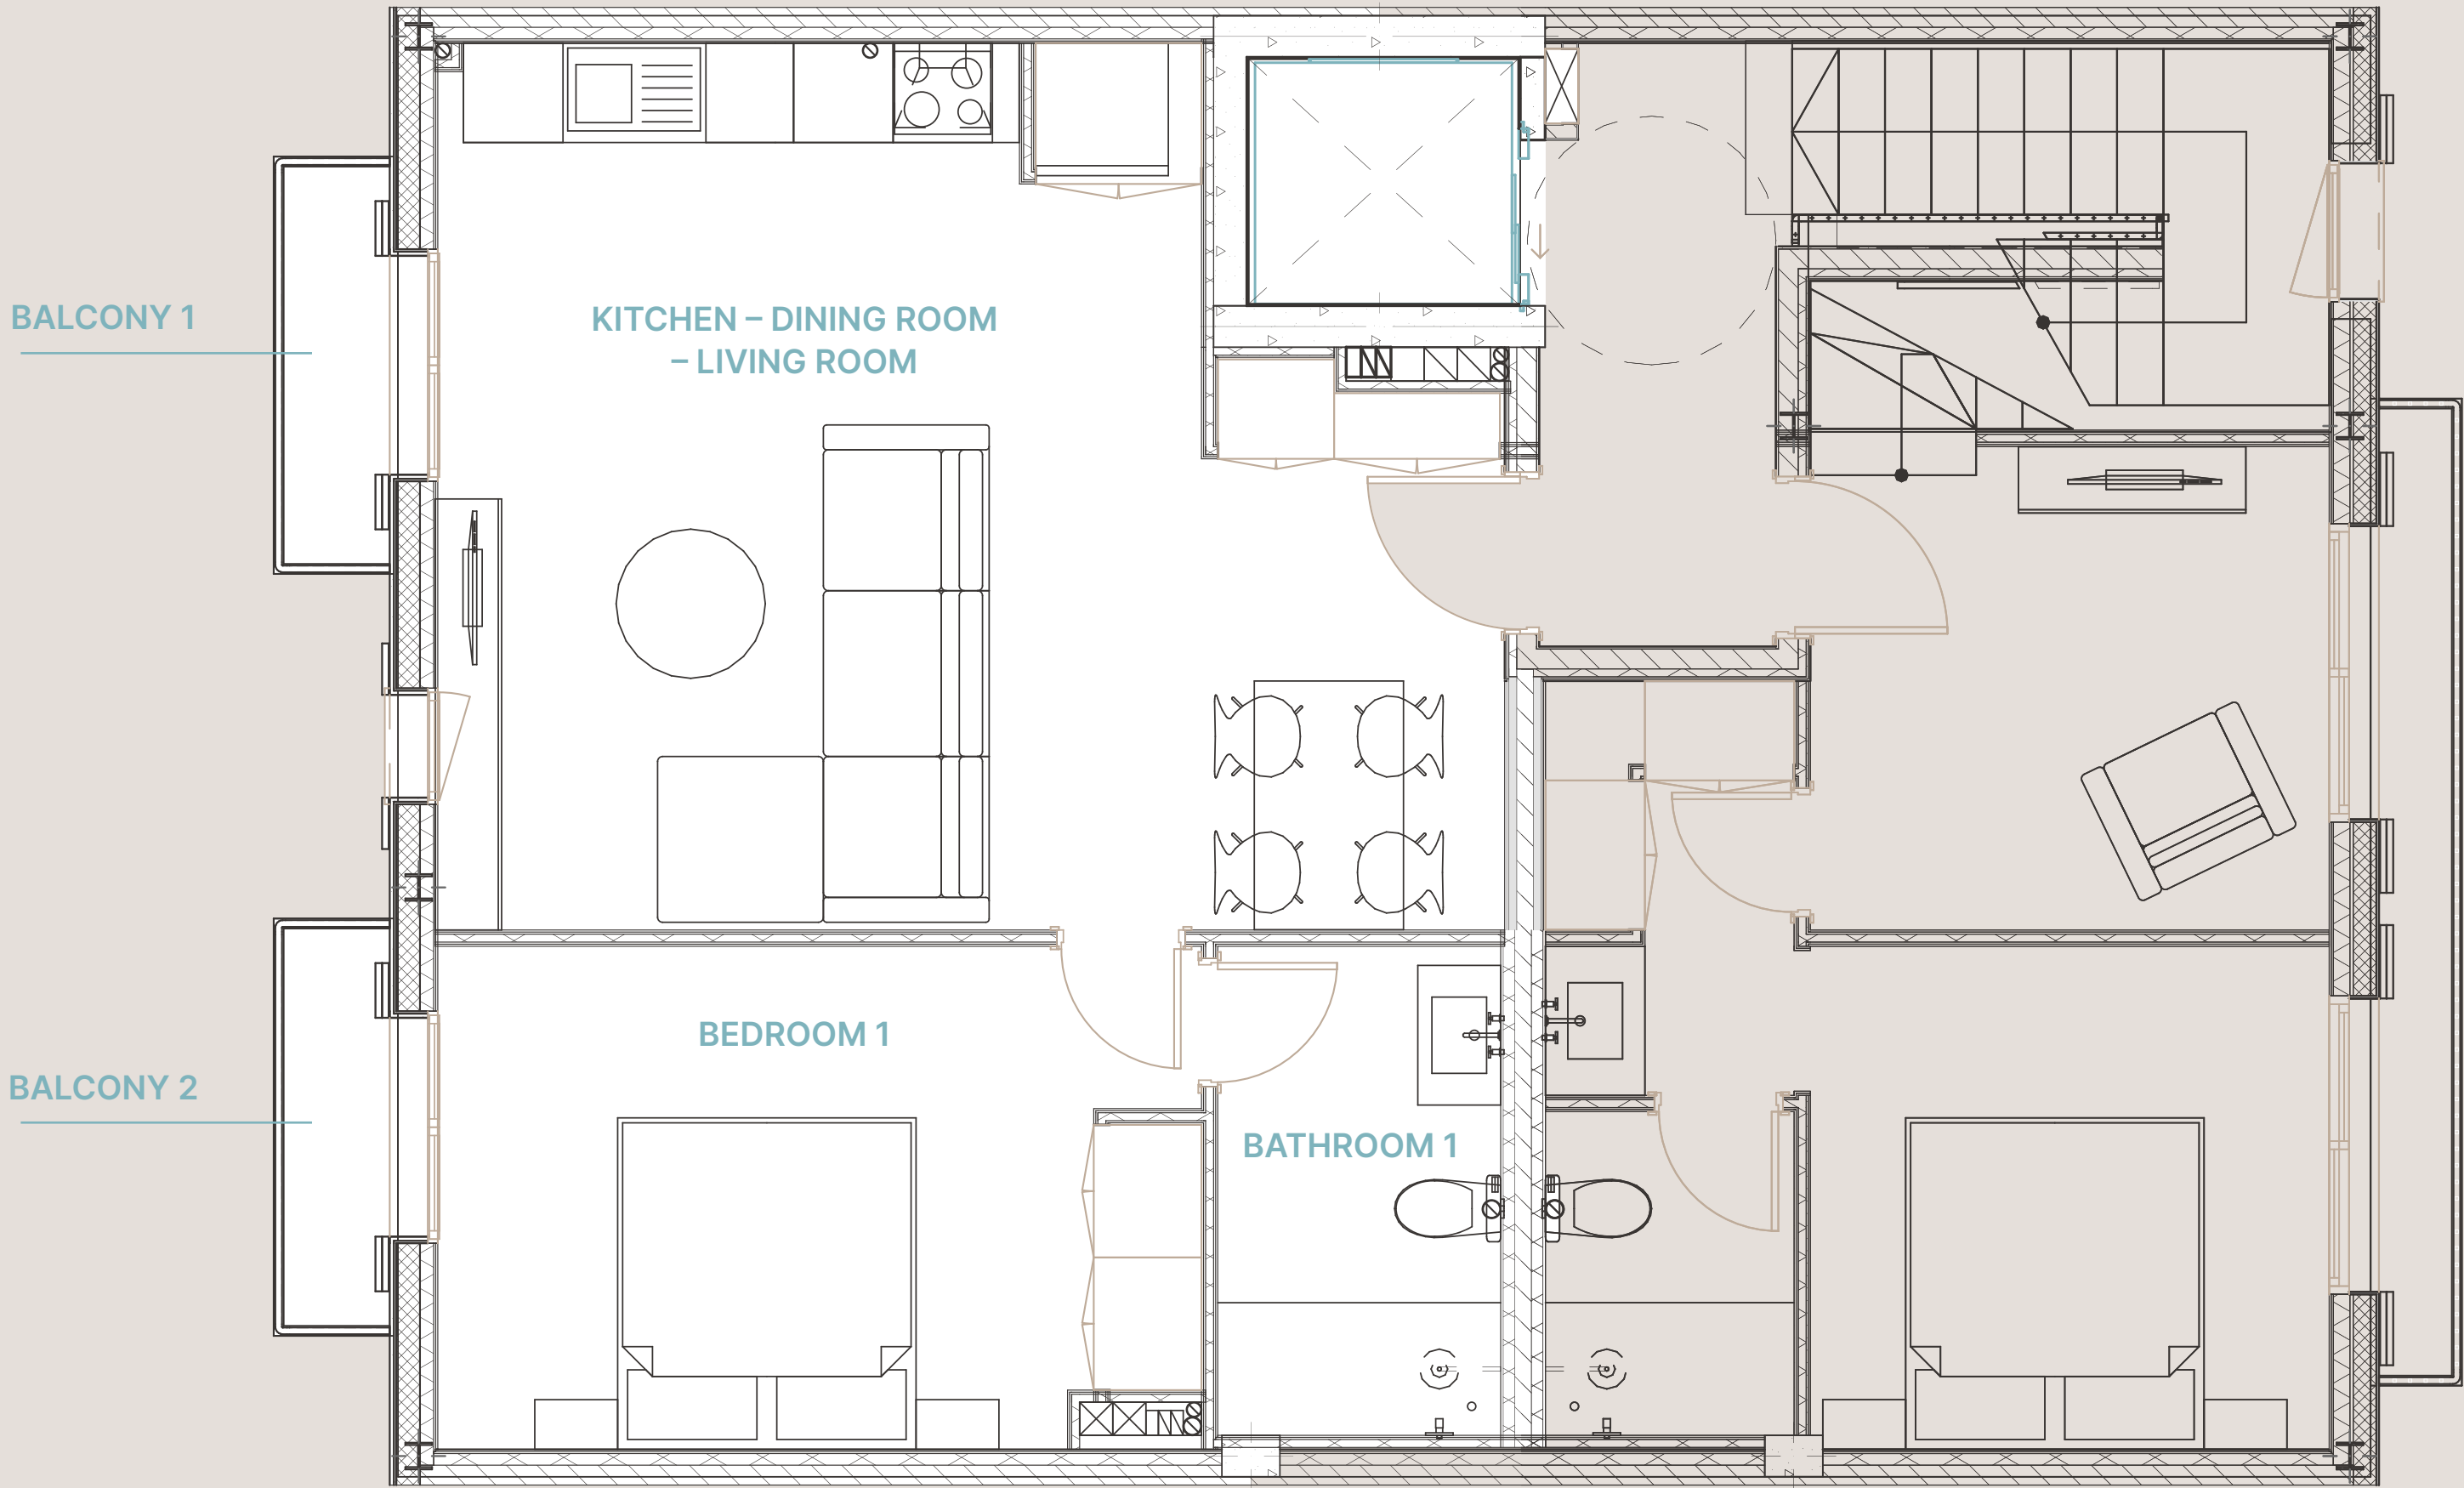 BALCONY 1
KITCHEN – DINING ROOM
– LIVING ROOM
BEDROOM 1
BALCONY 2
BATHROOM 1